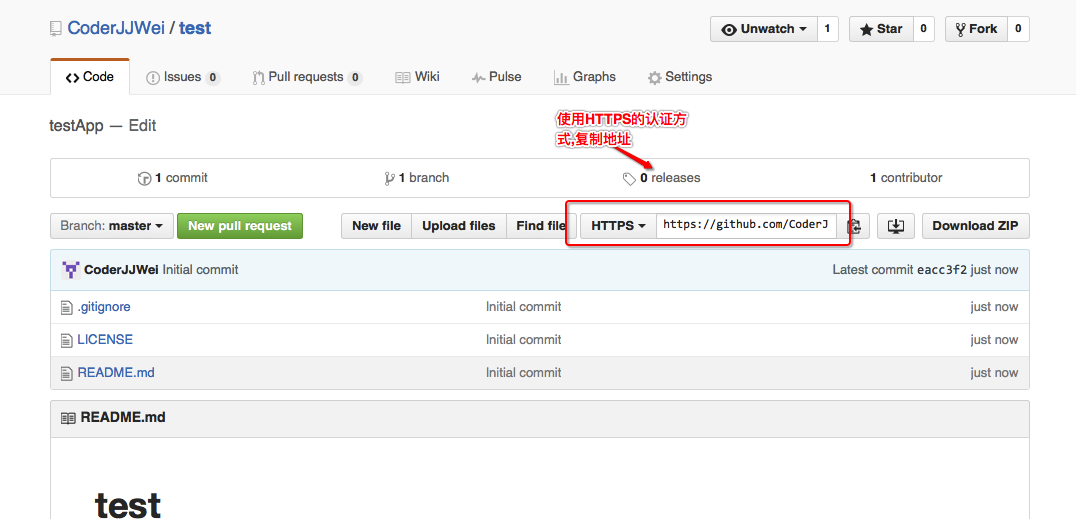 CoderJJWei / test
Unwatch 1 Star 0 Fork 0
Code Issues 0 Pull requests 0 Wiki Pulse Graphs Settings
testApp — Edit
使用HTTPS的认证方
式,复制地址
1 commit 1 branch 0 releases 1 contributor
Branch: master New pull request New file Upload files Find file HTTPS https://github.com/CoderJ Download ZIP
CoderJJWei Initial commit Latest commit eacc3f2 just now
.gitignore Initial commit just now
LICENSE Initial commit just now
README.md Initial commit just now
README.md
test